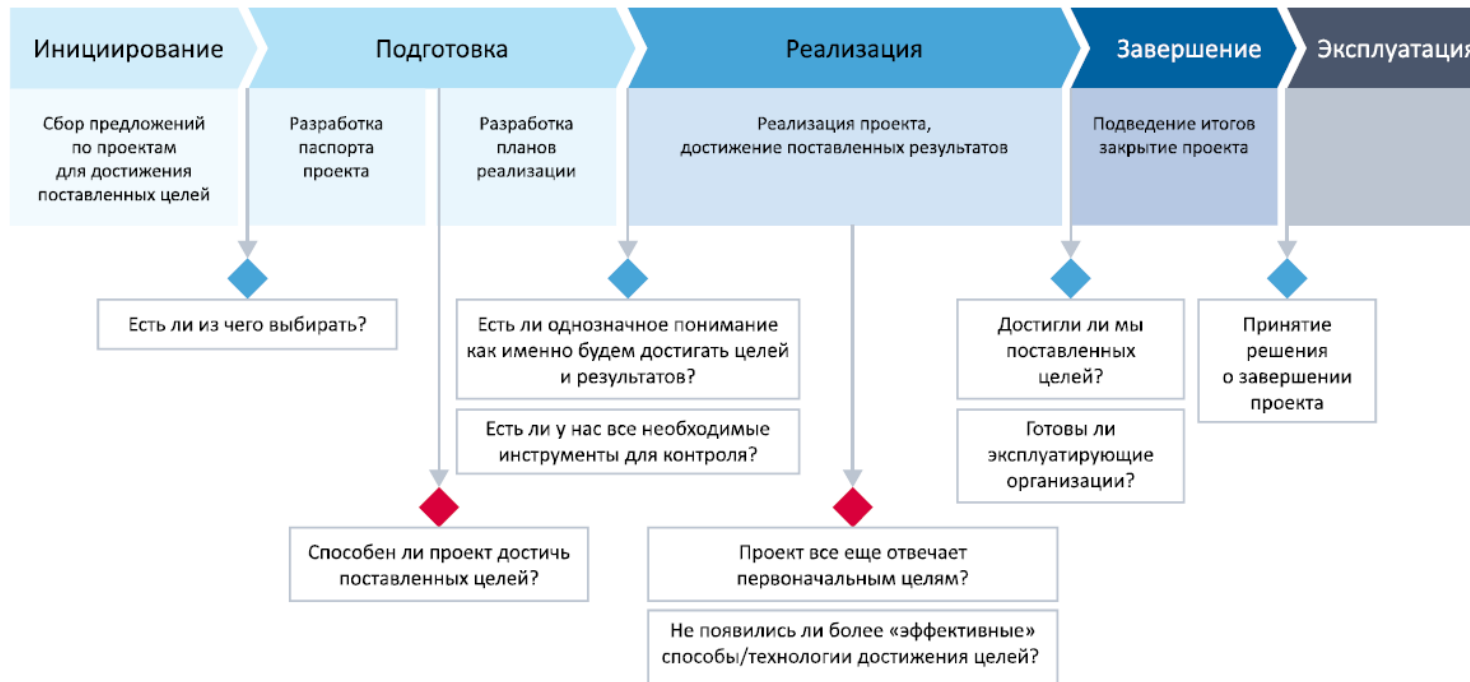 Инициирование
Подготовка
Реализация
Завершение
Эксплуатация
Сбор предложений
по проектам
для достижения
поставленных целей
Разработка
паспорта
проекта
Разработка
планов
реализации
Реализация проекта,
достижение поставленных результатов
Подведение итогов
закрытие проекта
Есть ли из чего выбирать?
Есть ли однозначное понимание
как именно будем достигать целей
и результатов?
Есть ли у нас все необходимые
инструменты для контроля?
Достигли ли мы
поставленных
целей?
Готовы ли
эксплуатирующие
организации?
Принятие
решения
о завершении
проекта
Способен ли проект достичь
поставленных целей?
Проект все еще отвечает
первоначальным целям?
Не появились ли более «эффективные»
способы/технологии достижения целей?